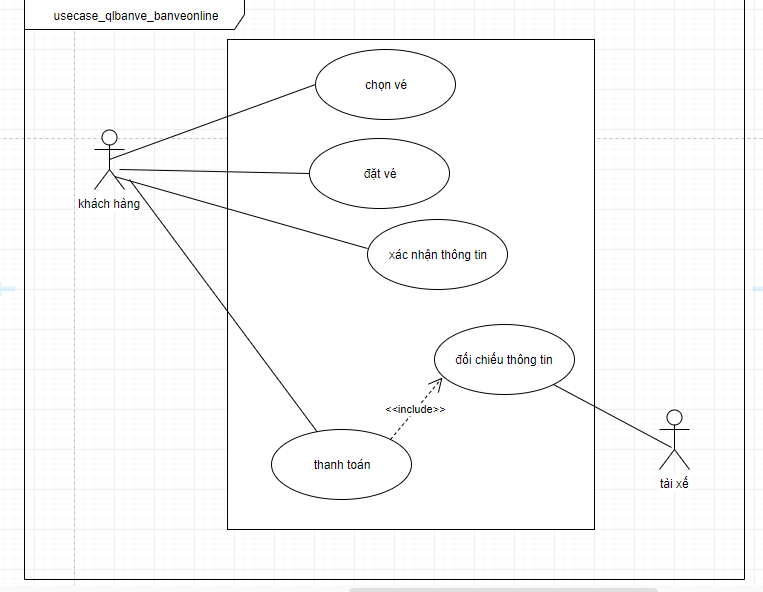 usecase_qlbanve_banveonline
chọn vé
đặt vé
khách hàng
xác nhận thông tin
đối chiếu thông tin
<<include>>
thanh toán
tài xế